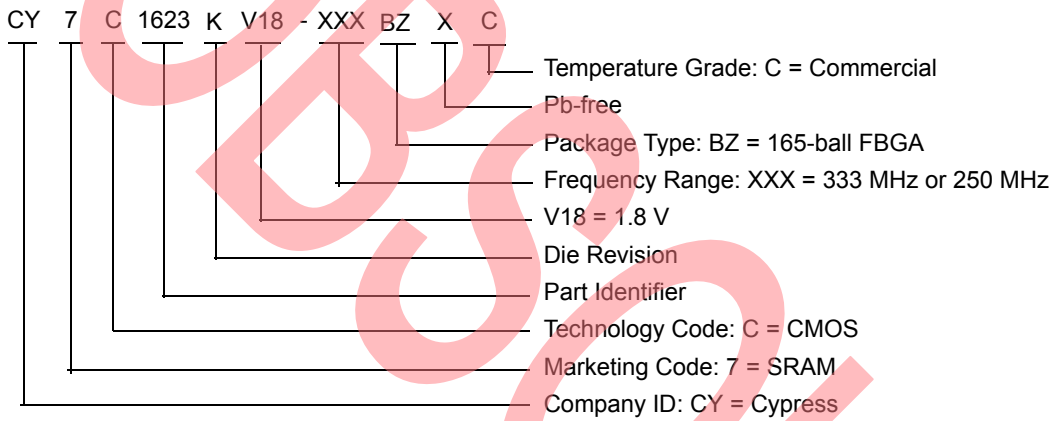 CY 7 C 1623 K V18 - XXX BZ X C
Temperature Grade: C = Commercial
Pb-free
Package Type: BZ = 165-ball FBGA
Frequency Range: XXX = 333 MHz or 250 MHz
V18 = 1.8 V
Die Revision
Part Identifier
Technology Code: C = CMOS
Marketing Code: 7 = SRAM
Company ID: CY = Cypress